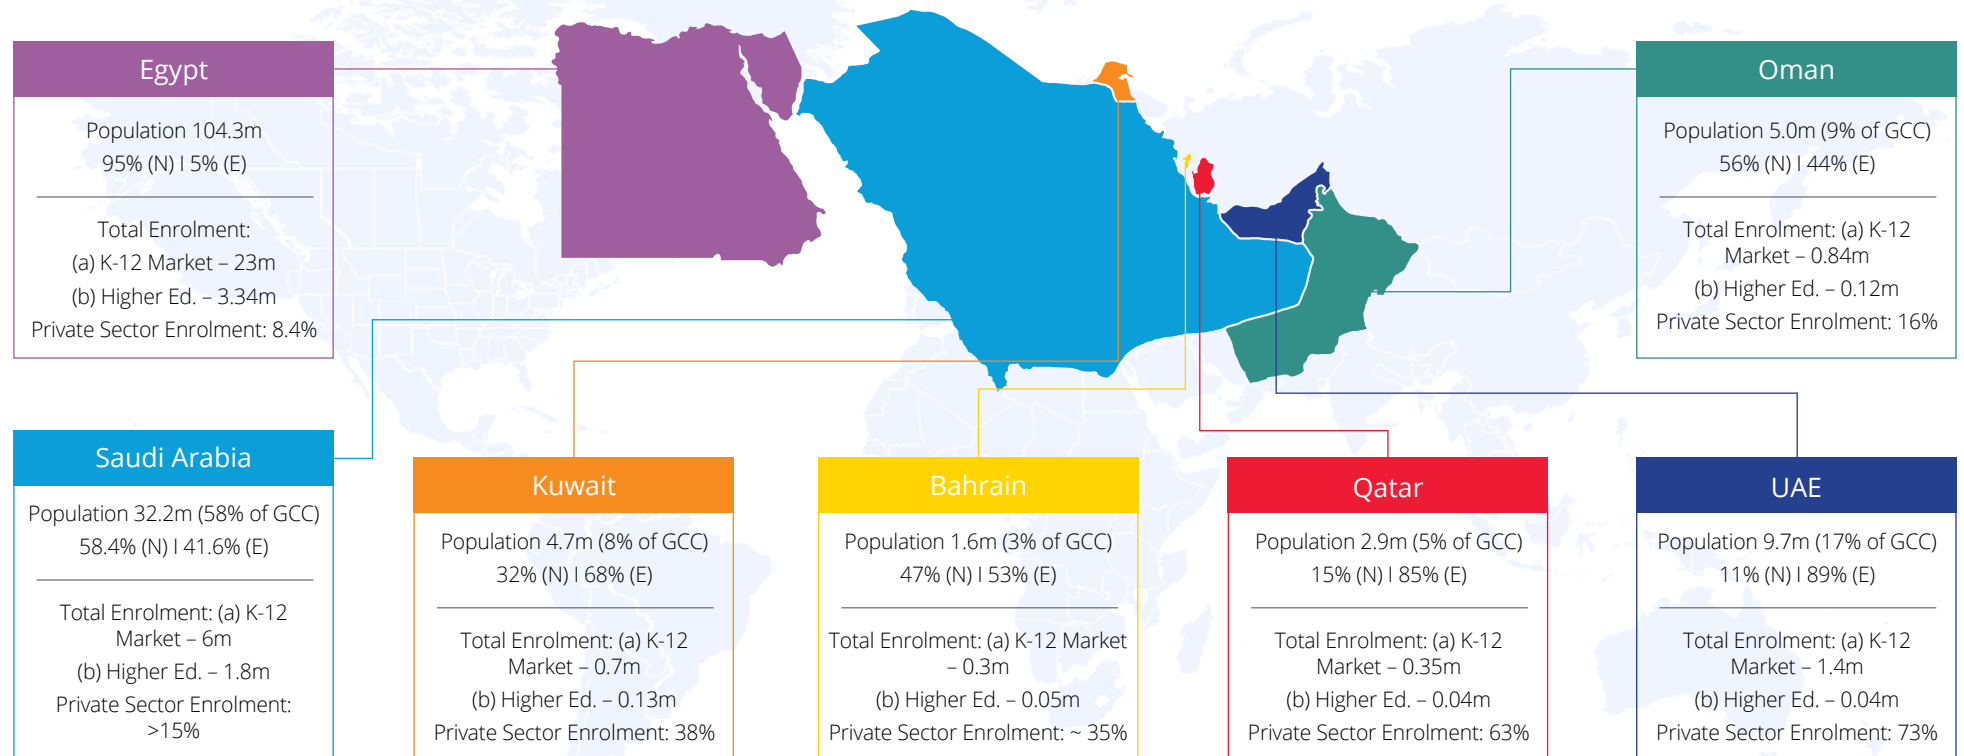 Egypt
Population 104.3m
95% (N) I 5% (E)
Total Enrolment:
(a) K-12 Market – 23m
(b) Higher Ed. – 3.34m
Private Sector Enrolment: 8.4%
Oman
Population 5.0m (9% of GCC)
56% (N) I 44% (E)
Total Enrolment: (a) K-12
Market – 0.84m
(b) Higher Ed. – 0.12m
Private Sector Enrolment: 16%
Saudi Arabia
Population 32.2m (58% of GCC)
58.4% (N) I 41.6% (E)
Total Enrolment: (a) K-12
Market – 6m
(b) Higher Ed. – 1.8m
Private Sector Enrolment:
>15%
Kuwait
Population 4.7m (8% of GCC)
32% (N) I 68% (E)
Total Enrolment: (a) K-12
Market – 0.7m
(b) Higher Ed. – 0.13m
Private Sector Enrolment: 38%
Bahrain
Population 1.6m (3% of GCC)
47% (N) I 53% (E)
Total Enrolment: (a) K-12 Market
– 0.3m
(b) Higher Ed. – 0.05m
Private Sector Enrolment: ~ 35%
Qatar
Population 2.9m (5% of GCC)
15% (N) I 85% (E)
Total Enrolment: (a) K-12
Market – 0.35m
(b) Higher Ed. – 0.04m
Private Sector Enrolment: 63%
UAE
Population 9.7m (17% of GCC)
11% (N) I 89% (E)
Total Enrolment: (a) K-12
Market – 1.4m
(b) Higher Ed. – 0.04m
Private Sector Enrolment: 73%